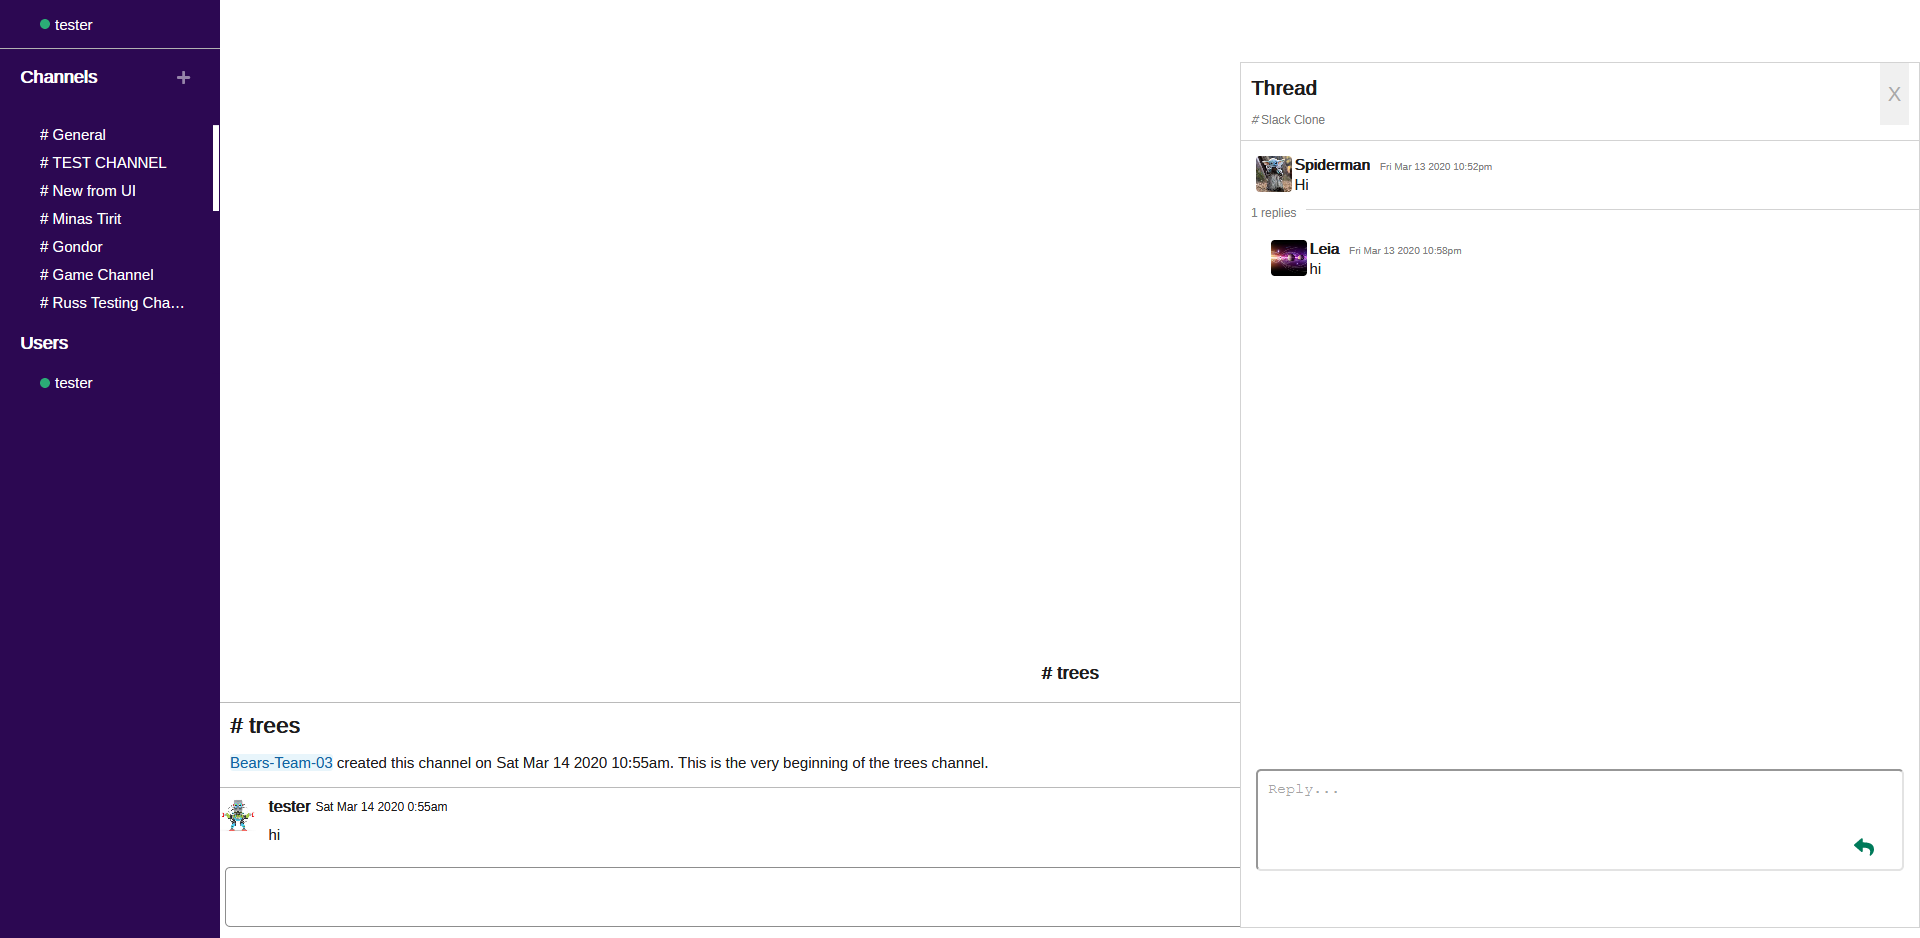 tester
Channels
# General
# TEST CHANNEL
# New from UI
# Minas Tirit
# Gondor
# Game Channel
# Russ Testing Cha...
Users
tester
# trees
# trees
Bears-Team-03 created this channel on Sat Mar 14 2020 10:55am. This is the very beginning of the trees channel.
tester Sat Mar 14 2020 0:55am
hi
Thread
X
# Slack Clone
Spiderman Fri Mar 13 2020 10:52pm
Hi
1 replies
Leia Fri Mar 13 2020 10:58pm
hi
Reply...